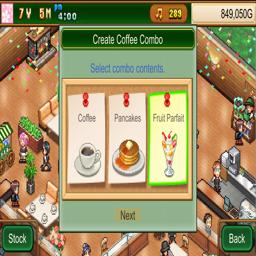 7Y 5M PM 4:00
289
849,050G
Create Coffee Combo
Select combo contents.
Coffee
Pancakes
Fruit Parfait
Next
Stock
Back